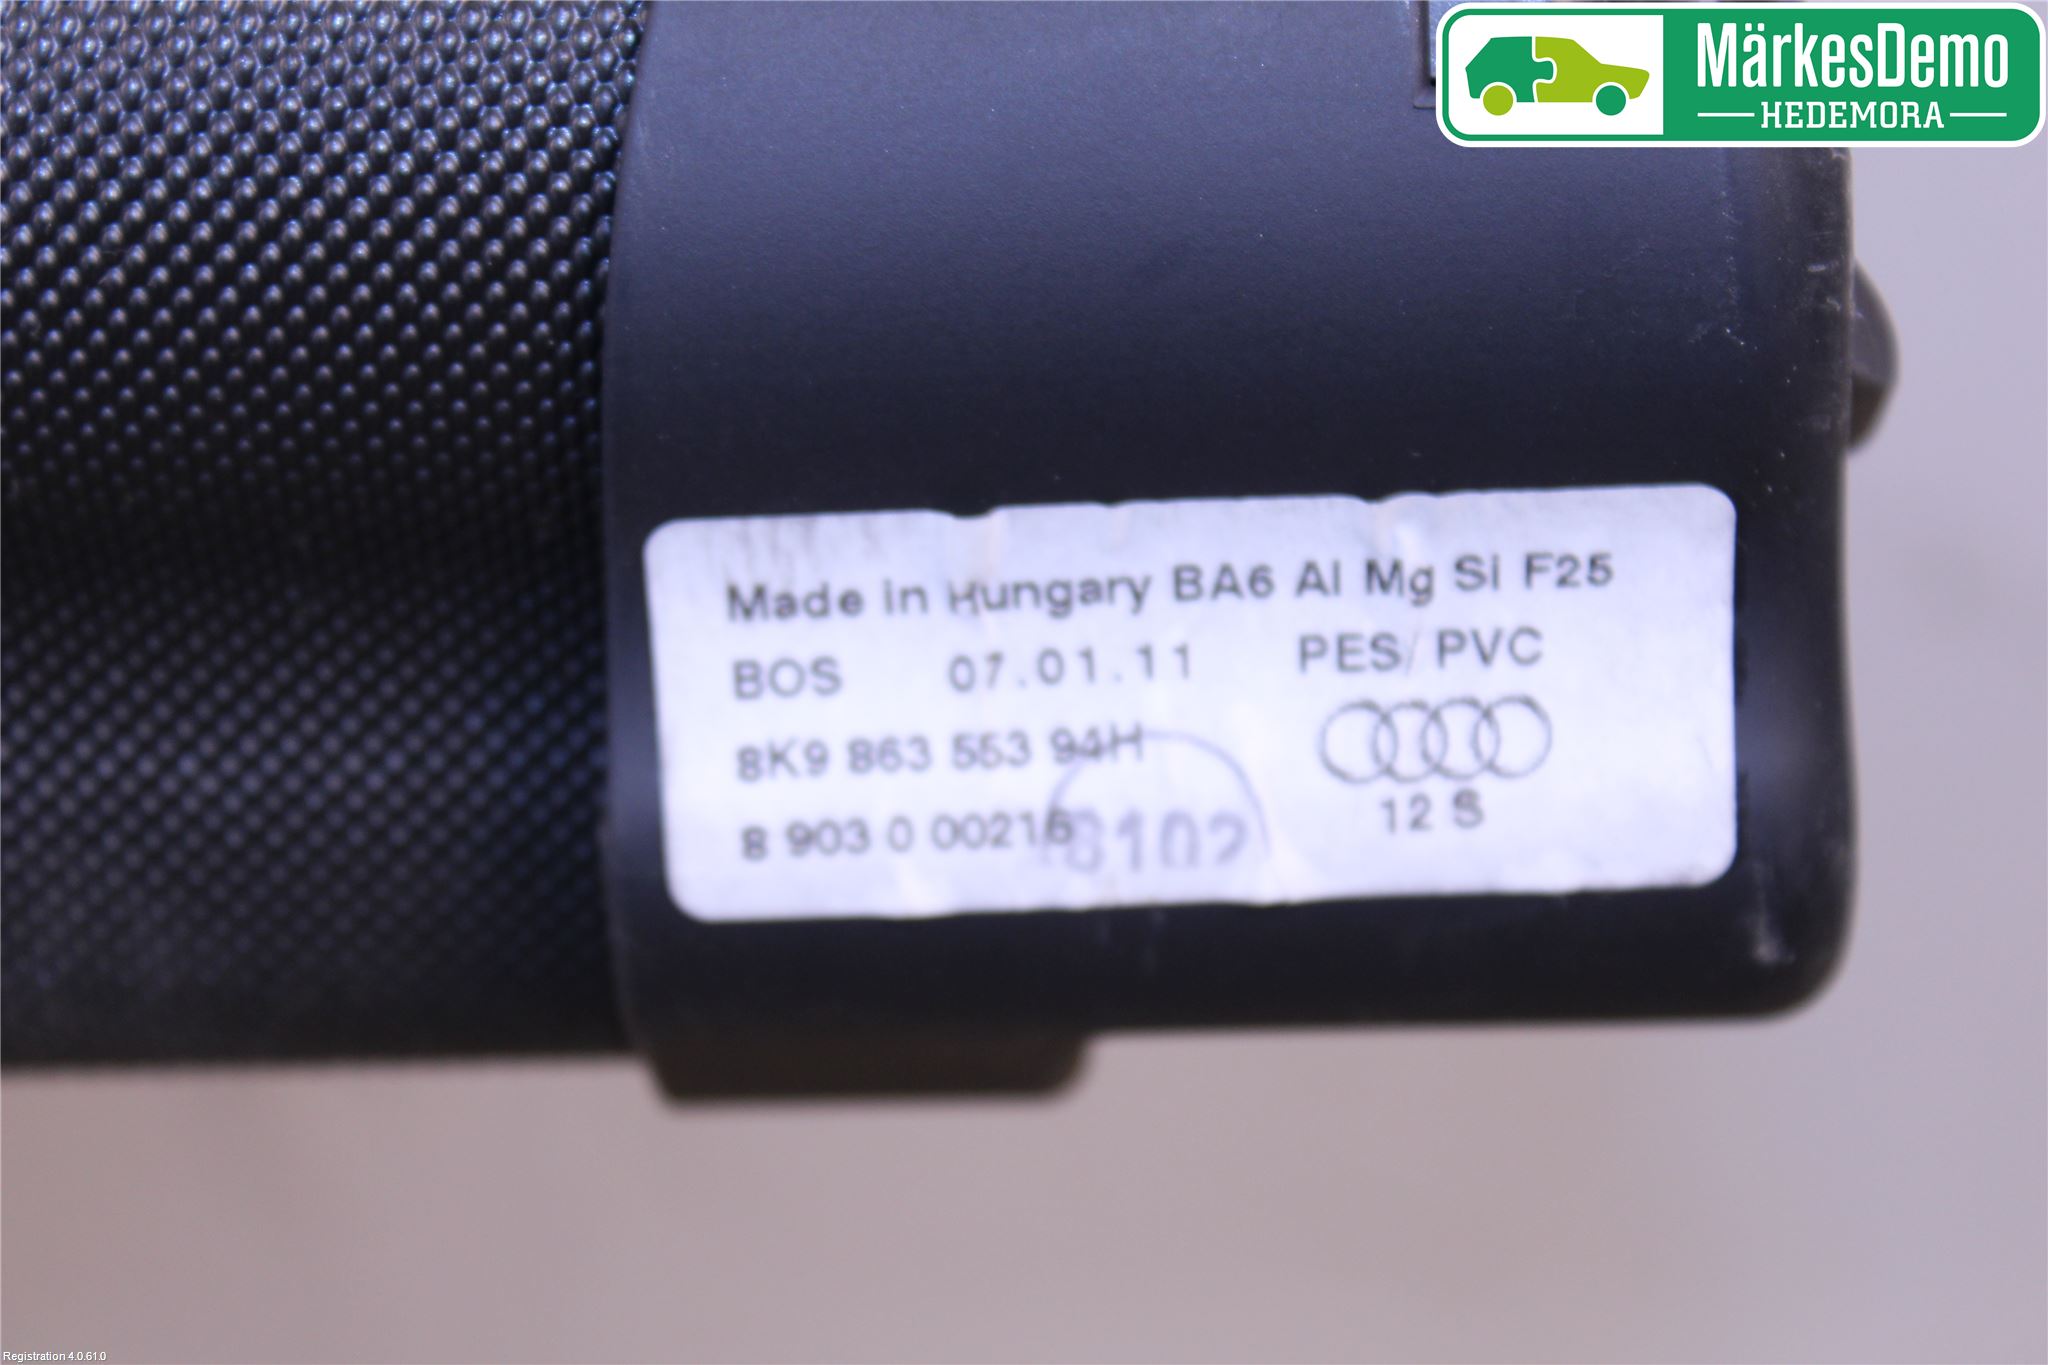 MärkesDemo
HEDEMORA
Made in Hungary BA6 Al Mg Si F25
BOS 07.01.11 PES/ PVC
8K9 863 553 94H
12 S
8 903 0 00216
6102
Registration 4.0.61.0